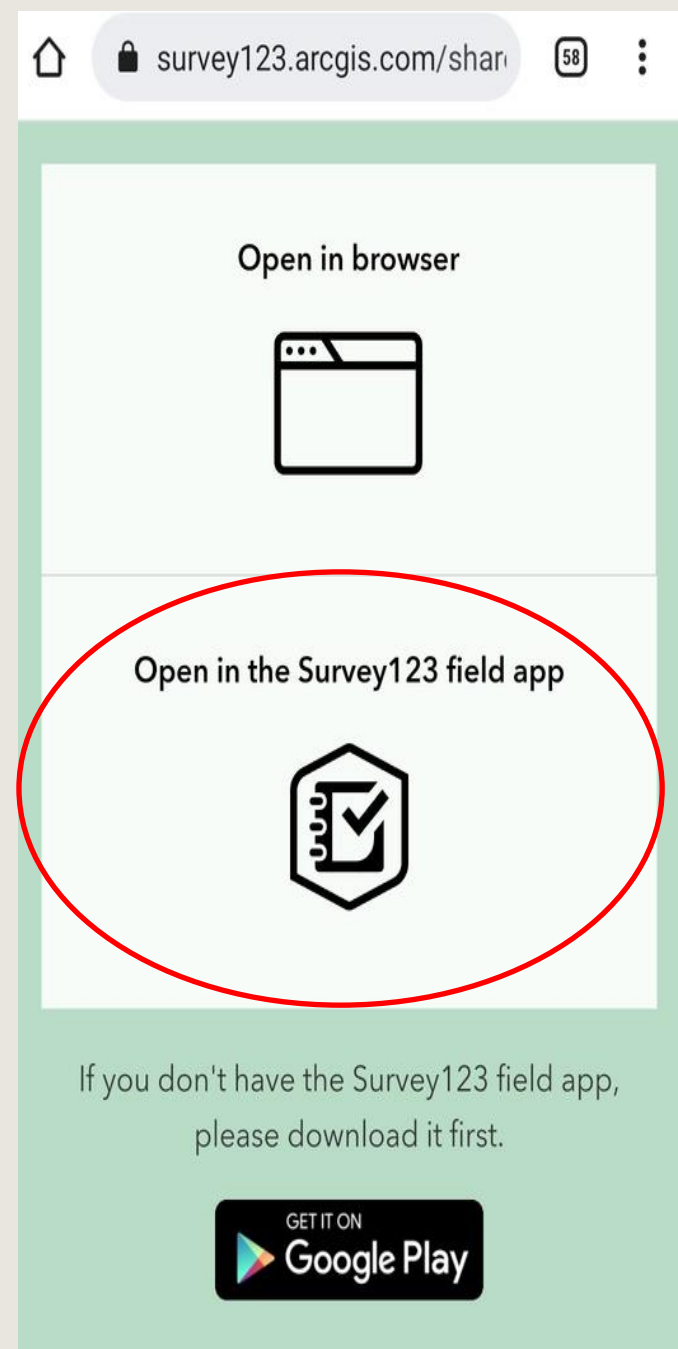 survey123.arcgis.com/shar
58
Open in browser
Open in the Survey123 field app
If you don't have the Survey123 field app,
please download it first.
GET IT ON
Google Play